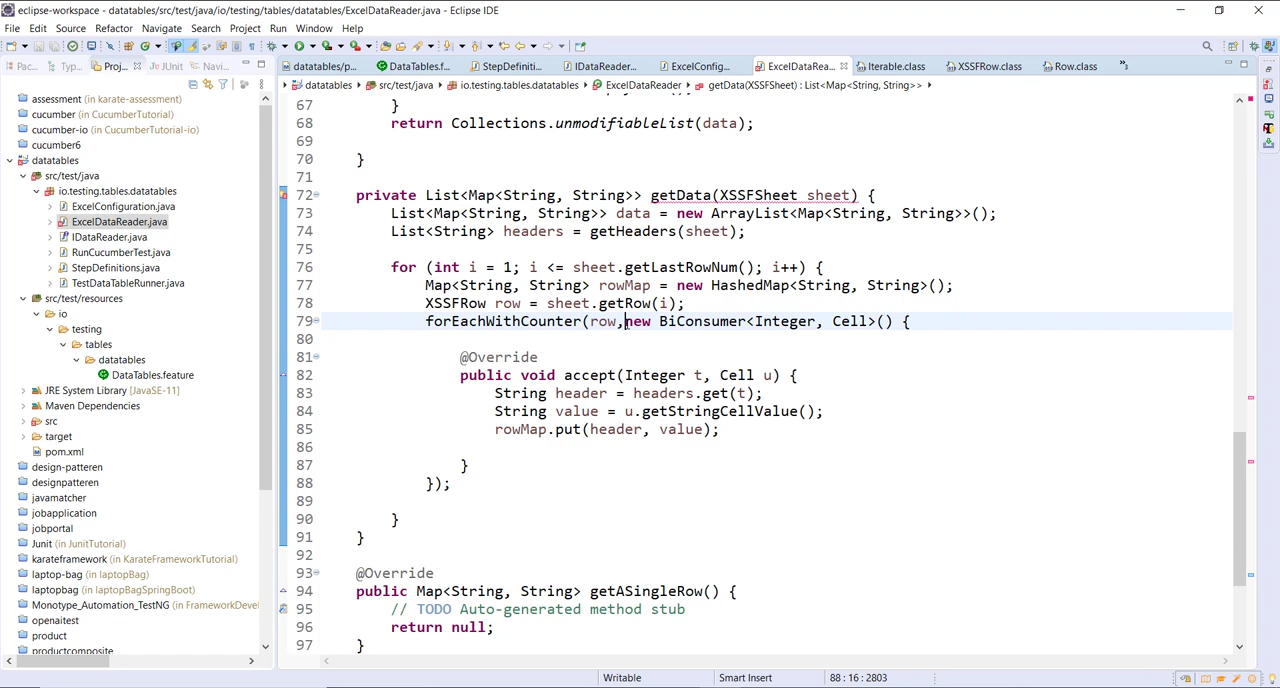 eclipse-workspace - datatables/src/test/java/io/testing/tables/datatables/ExcelDataReader.java - Eclipse IDE
File Edit Source Refactor Navigate Search Project Run Window Help
Pac... Typ... Proj... JUnit Navi...
datatables/p... DataTables.f... StepDefiniti... IDataReader... ExcelConfig... ExcelDataRea... Iterable.class XSSFRow.class Row.class
datatables src/test/java io.testing.tables.datatables ExcelDataReader getData(XSSFSheet) : List<Map<String, String>>
assessment (in karate-assessment)
cucumber (in CucumberTutorial)
cucumber-io (in CucumberTutorial-io)
cucumber6
datatables
src/test/java
io.testing.tables.datatables
ExcelConfiguration.java
ExcelDataReader.java
IDataReader.java
RunCucumberTest.java
StepDefinitions.java
TestDataTableRunner.java
src/test/resources
io
testing
tables
datatables
DataTables.feature
JRE System Library [JavaSE-11]
Maven Dependencies
src
target
pom.xml
design-patteren
designpatteren
javamatcher
jobapplication
jobportal
Junit (in JunitTutorial)
karateframework (in KarateFrameworkTutorial)
laptop-bag (in laptopBag)
laptopbag (in laptopBagSpringBoot)
Monotype_Automation_TestNG (in FrameworkDevel
openaitest
product
productcomposite
67 }
68 return Collections.unmodifiableList(data);
69
70 }
71
72 private List<Map<String, String>> getData(XSSFSheet sheet) {
73 List<Map<String, String>> data = new ArrayList<Map<String, String>>();
74 List<String> headers = getHeaders(sheet);
75
76 for (int i = 1; i <= sheet.getLastRowNum(); i++) {
77 Map<String, String> rowMap = new HashedMap<String, String>();
78 XSSFRow row = sheet.getRow(i);
79 forEachWithCounter(row,new BiConsumer<Integer, Cell>() {
80
81 @Override
82 public void accept(Integer t, Cell u) {
83 String header = headers.get(t);
84 String value = u.getStringCellValue();
85 rowMap.put(header, value);
86
87 }
88 });
89
90 }
91 }
92
93 @Override
94 public Map<String, String> getASingleRow() {
95 // TODO Auto-generated method stub
96 return null;
97 }
Writable Smart Insert 88 : 16 : 2803